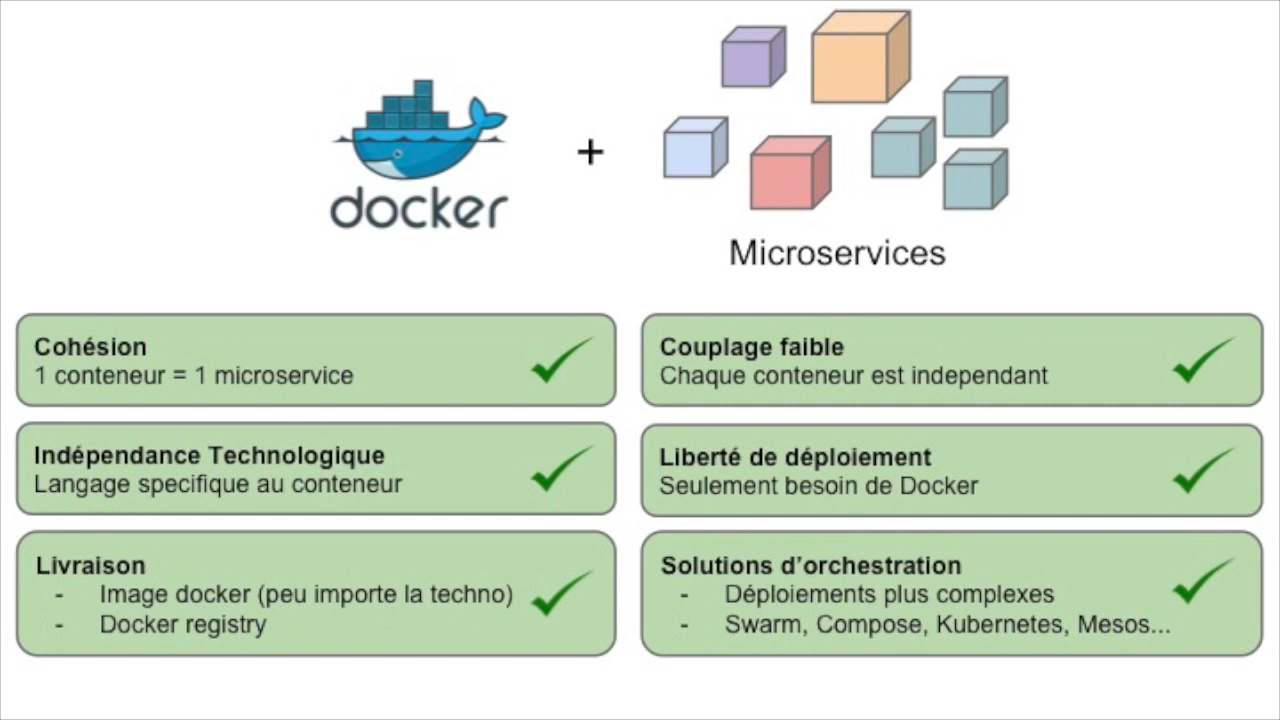 docker
+
Microservices
Cohésion
1 conteneur = 1 microservice
Couplage faible
Chaque conteneur est independant
Indépendance Technologique
Langage specifique au conteneur
Liberté de déploiement
Seulement besoin de Docker
Livraison
- Image docker (peu importe la techno)
- Docker registry
Solutions d'orchestration
- Déploiements plus complexes
- Swarm, Compose, Kubernetes, Mesos...